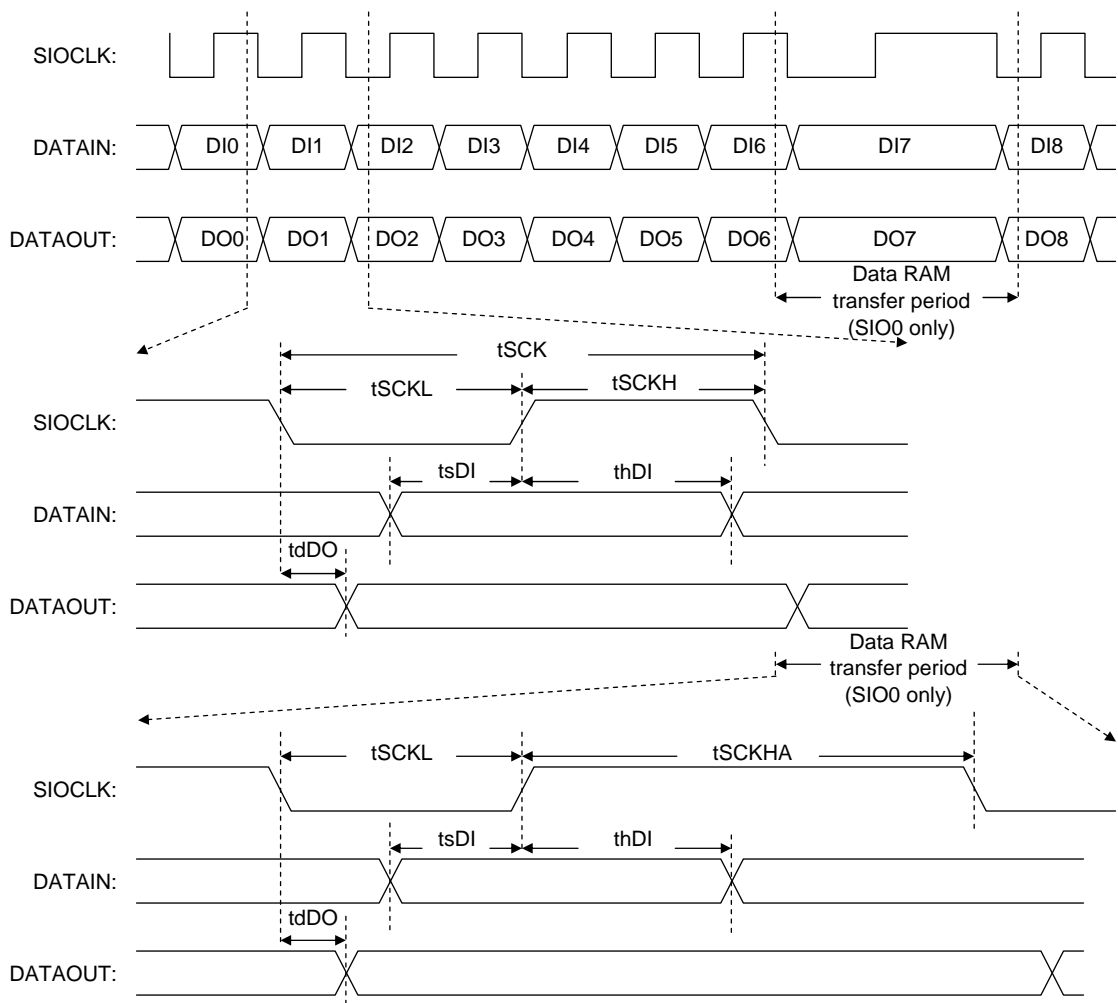 SIOCLK:
DATAIN: DI0 DI1 DI2 DI3 DI4 DI5 DI6 DI7 DI8
DATAOUT: DO0 DO1 DO2 DO3 DO4 DO5 DO6 DO7 DO8
Data RAM
transfer period
(SIO0 only)
tSCK
tSCKL tSCKH
SIOCLK:
tsDI thDI
DATAIN:
tdDO
DATAOUT:
Data RAM
transfer period
(SIO0 only)
tSCKL tSCKHA
SIOCLK:
tsDI thDI
DATAIN:
tdDO
DATAOUT: